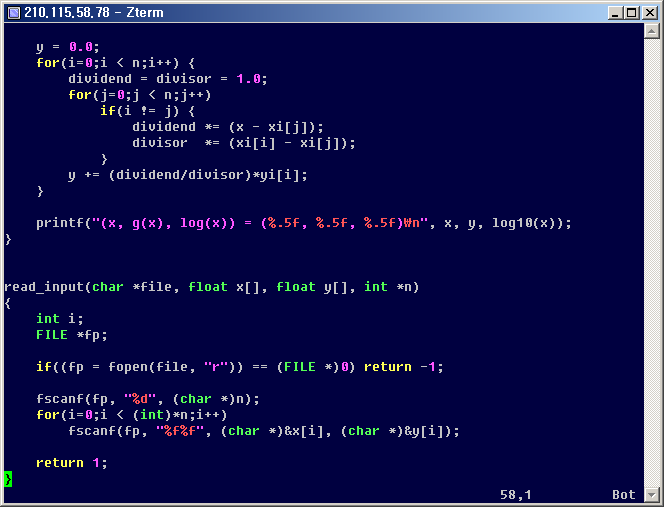 210.115.58.78 - Zterm
    y = 0.0;
    for(i=0;i < n;i++) {
        dividend = divisor = 1.0;
        for(j=0;j < n;j++)
            if(i != j) {
                dividend *= (x - xi[j]);
                divisor  *= (xi[i] - xi[j]);
            }
        y += (dividend/divisor)*yi[i];
    }
    printf("(x, g(x), log(x)) = (%.5f, %.5f, %.5f)₩n", x, y, log10(x));
}
read_input(char *file, float x[], float y[], int *n)
{
    int i;
    FILE *fp;
    if((fp = fopen(file, "r")) == (FILE *)0) return -1;
    fscanf(fp, "%d", (char *)n);
    for(i=0;i < (int)*n;i++)
        fscanf(fp, "%f%f", (char *)&x[i], (char *)&y[i]);
    return 1;
}
58,1 Bot